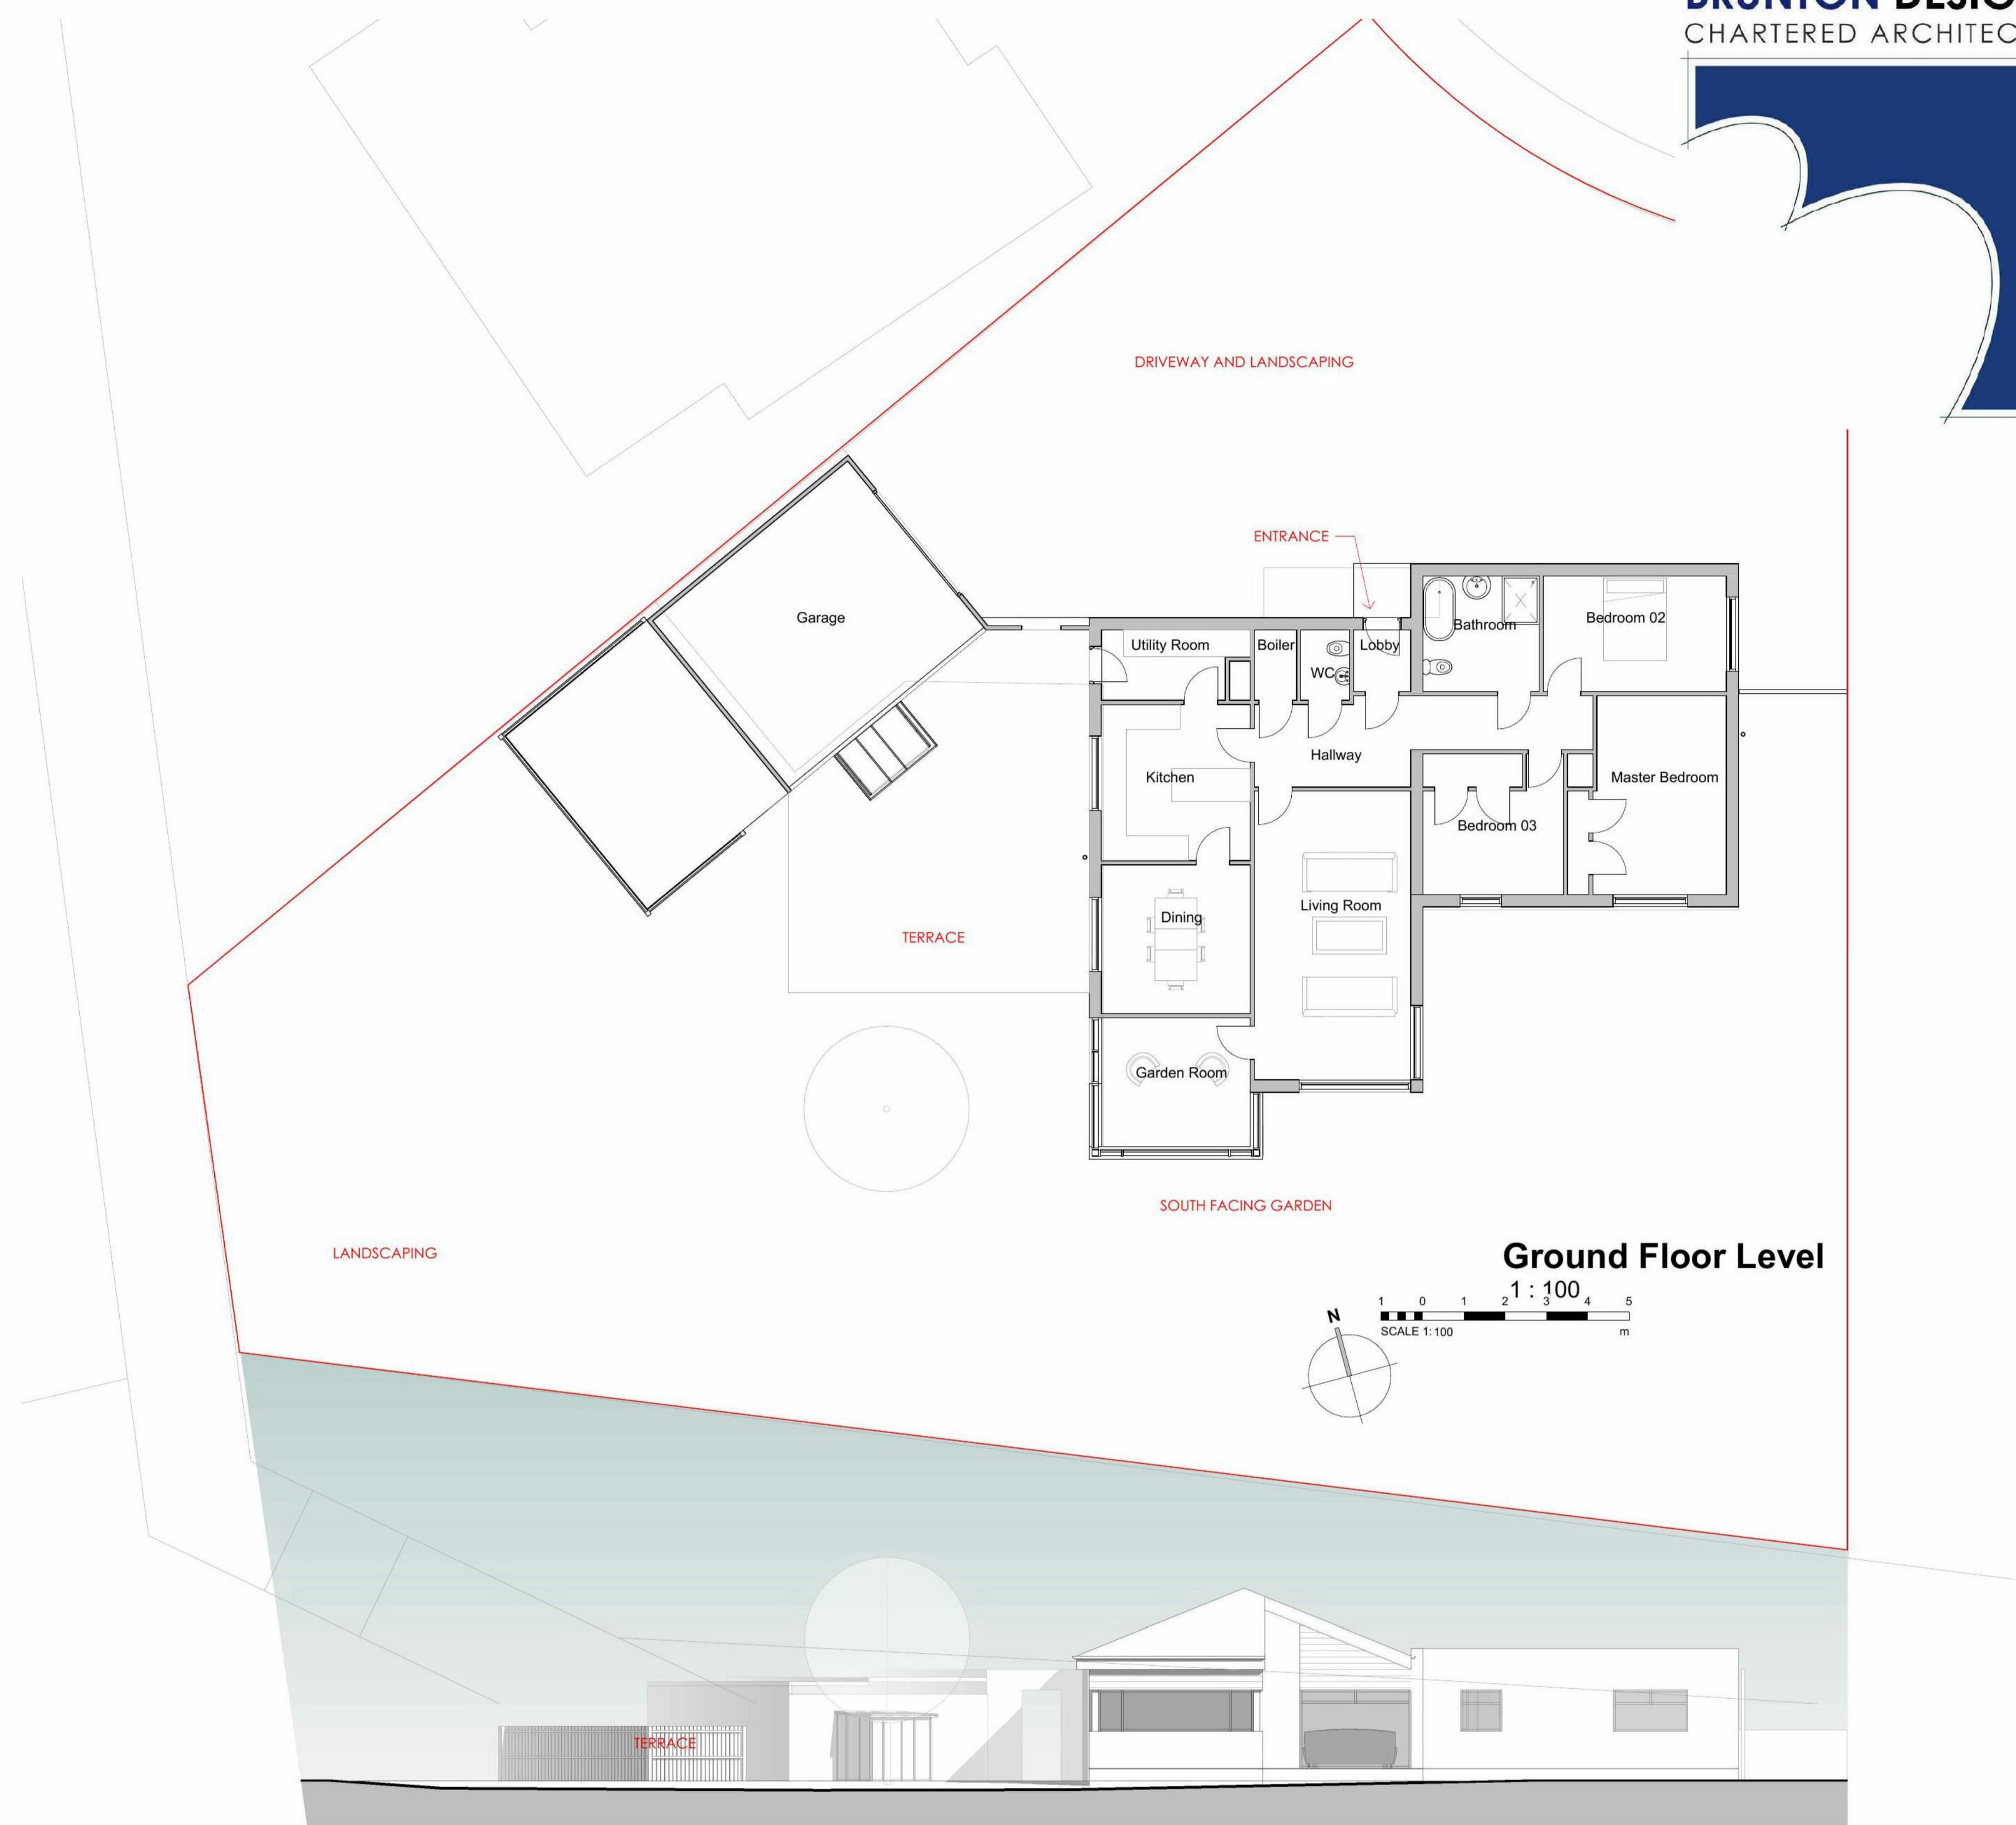 BRUNTON DESIG
CHARTERED ARCHITEC
DRIVEWAY AND LANDSCAPING
ENTRANCE
Garage
Utility Room
Boiler
WC
Lobby
Bathroom
Bedroom 02
Kitchen
Hallway
Master Bedroom
Bedroom 03
Dining
Living Room
TERRACE
Garden Room
SOUTH FACING GARDEN
LANDSCAPING
Ground Floor Level
1 : 100
1 0 1 2 3 4 5
SCALE 1:100 m
N
TERRACE